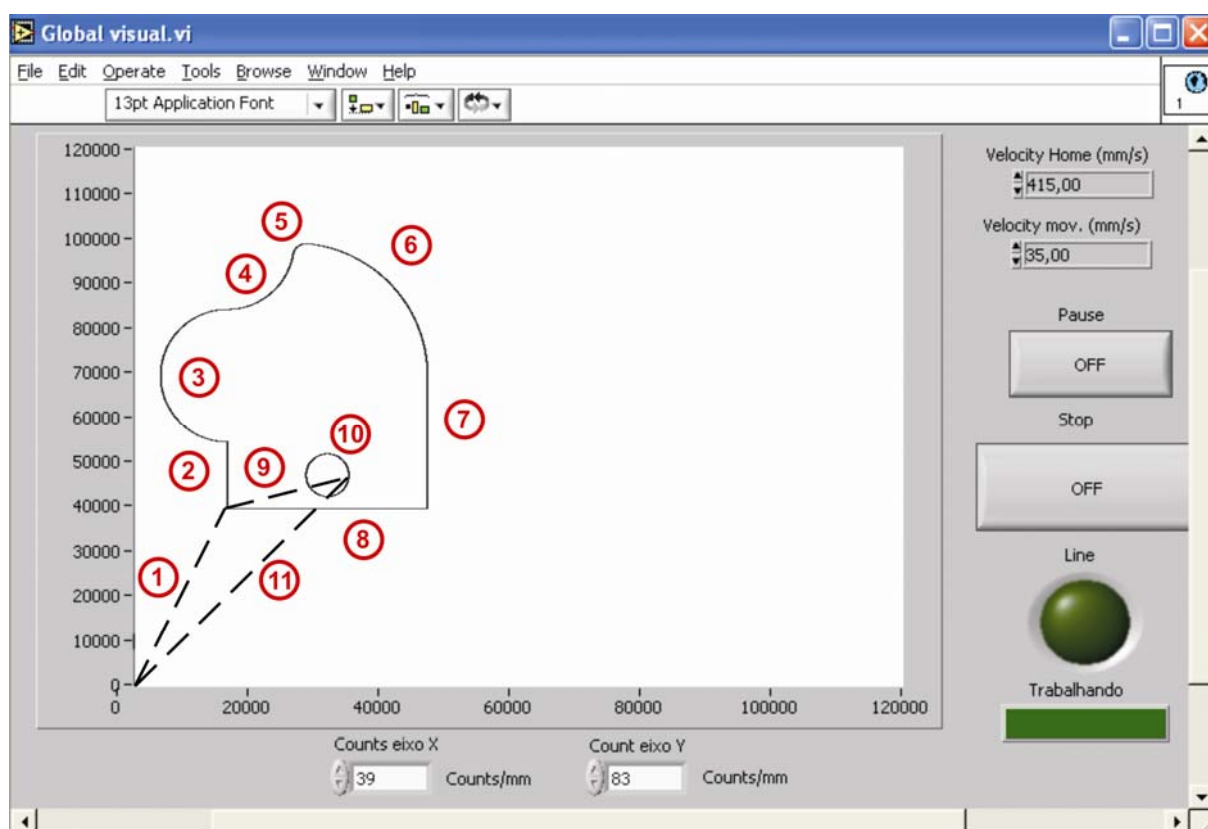 Global visual.vi
File Edit Operate Tools Browse Window Help
13pt Application Font
1
120000
110000
100000
90000
80000
70000
60000
50000
40000
30000
20000
10000
0
0 20000 40000 60000 80000 100000 120000
5
6
4
3
7
10
9
2
8
1
11
Velocity Home (mm/s)
415,00
Velocity mov. (mm/s)
35,00
Pause
OFF
Stop
OFF
Line
Trabalhando
Counts eixo X
39 Counts/mm
Count eixo Y
83 Counts/mm